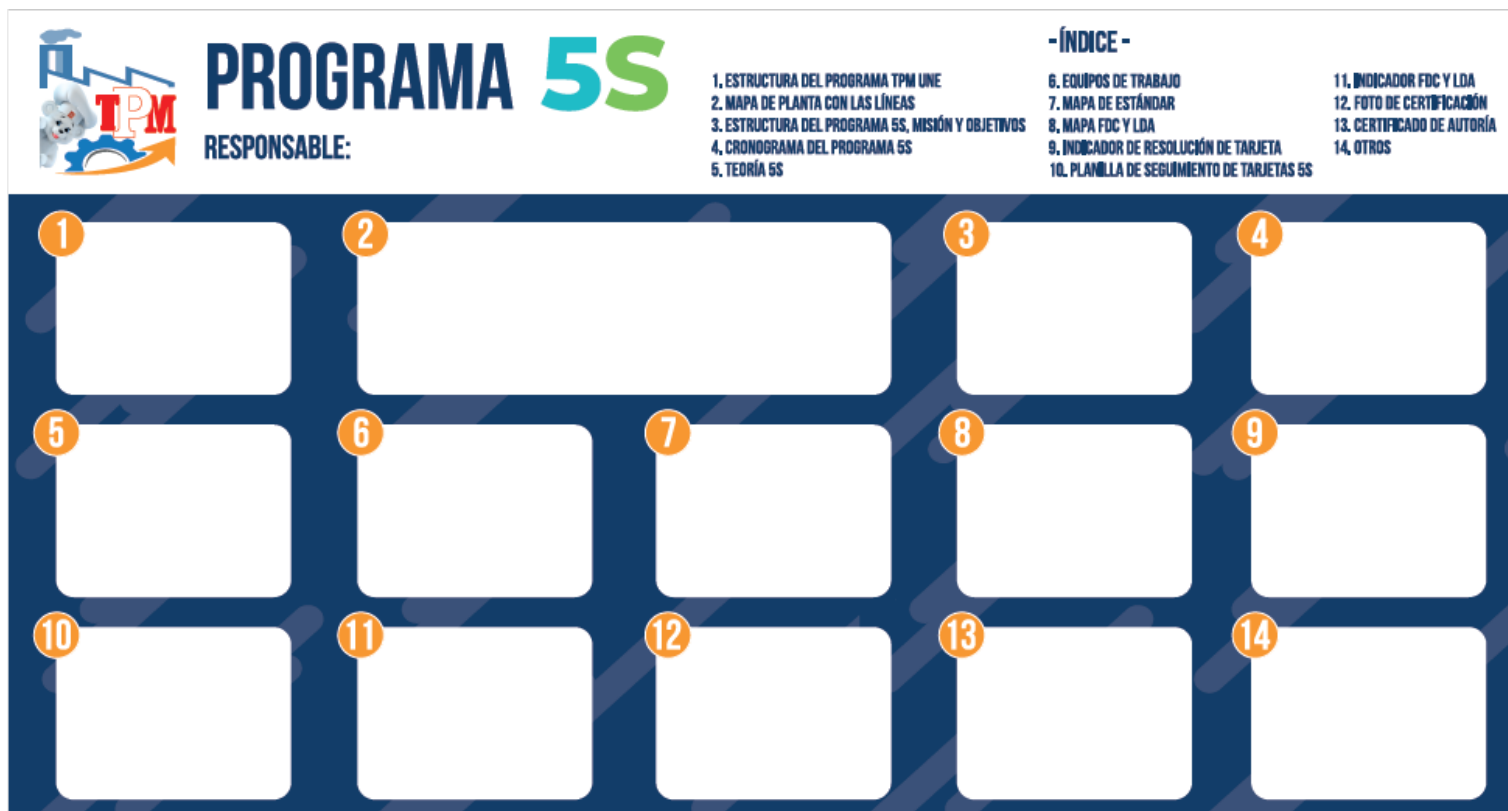 TPM
PROGRAMA 5S
RESPONSABLE:
-ÍNDICE-
1. ESTRUCTURA DEL PROGRAMA TPM UNE
2. MAPA DE PLANTA CON LAS LÍNEAS
3. ESTRUCTURA DEL PROGRAMA 5S, MISIÓN Y OBJETIVOS
4. CRONOGRAMA DEL PROGRAMA 5S
5. TEORÍA 5S
6. EQUIPOS DE TRABAJO
7. MAPA DE ESTÁNDAR
8. MAPA FDC Y LDA
9. INDICADOR DE RESOLUCIÓN DE TARJETA
10. PLANILLA DE SEGUIMIENTO DE TARJETAS 5S
11. INDICADOR FDC Y LDA
12. FOTO DE CERTIFICACIÓN
13. CERTIFICADO DE AUTORÍA
14. OTROS
1
2
3
4
5
6
7
8
9
10
11
12
13
14